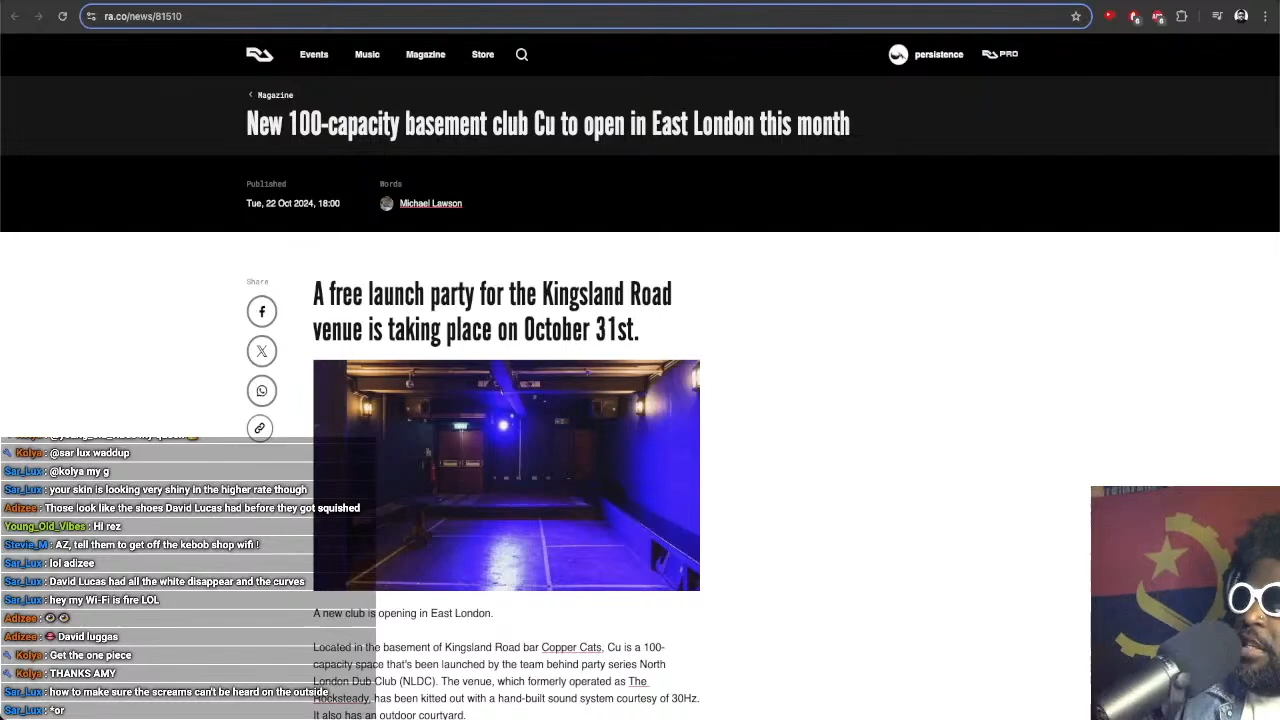 ra.co/news/81510
Events Music Magazine Store
persistence
PRO
Magazine
New 100-capacity basement club Cu to open in East London this month
Published Words
Tue, 22 Oct 2024, 18:00 Michael Lawson
Share
A free launch party for the Kingsland Road
venue is taking place on October 31st.
A new club is opening in East London.
Located in the basement of Kingsland Road bar Copper Cats, Cu is a 100-
capacity space that's been launched by the team behind party series North
London Dub Club (NLDC). The venue, which formerly operated as The
Rocksteady, has been kitted out with a hand-built sound system courtesy of 30Hz.
It also has an outdoor courtyard.
Kolya : @sar lux waddup
Sar_Lux : @kolya my g
Sar_Lux : your skin is looking very shiny in the higher rate though
Adizee : Those look like the shoes David Lucas had before they got squished
Young_Old_Vibes : Hi rez
Stevie_M : AZ, tell them to get off the kebob shop wifi !
Sar_Lux : lol adizee
Sar_Lux : David Lucas had all the white disappear and the curves
Sar_Lux : hey my Wi-Fi is fire LOL
Adizee : 👁👁
Adizee : 🫦 David luggas
Kolya : Get the one piece
Kolya : THANKS AMY
Sar_Lux : how to make sure the screams can't be heard on the outside
Sar_Lux : *or